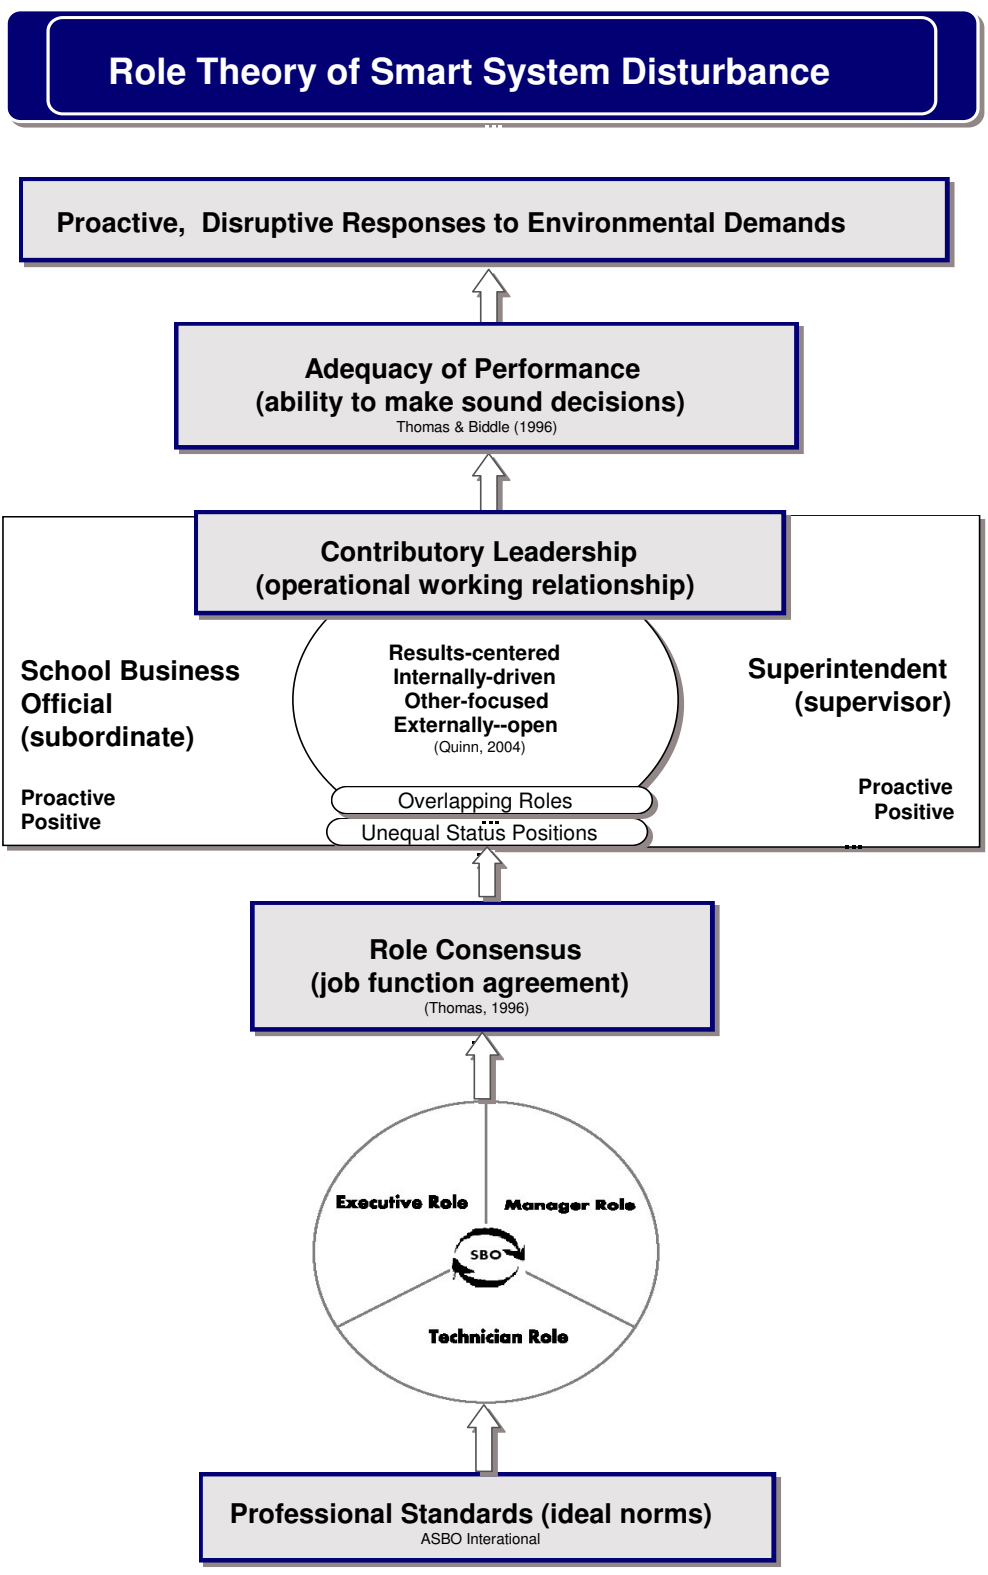 Role Theory of Smart System Disturbance
Proactive,  Disruptive Responses to Environmental Demands
Adequacy of Performance
(ability to make sound decisions)
Thomas & Biddle (1996)
Contributory Leadership
(operational working relationship)
School Business
Official
(subordinate)
Proactive
Positive
Results-centered
Internally-driven
Other-focused
Externally--open
(Quinn, 2004)
Overlapping Roles
Unequal Status Positions
Superintendent
(supervisor)
Proactive
Positive
Role Consensus
(job function agreement)
(Thomas, 1996)
Executive Role
Manager Role
SBO
Technician Role
Professional Standards (ideal norms)
ASBO Interational